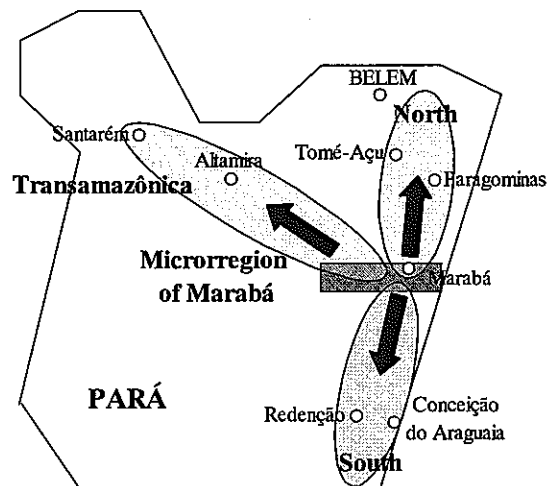 BELEM
North
Santarém
Tomé-Açu
Altamira
Paragominas
Transamazônica
Microrregion
of Marabá
Marabá
PARÁ
Redenção
Conceição
do Araguaia
South